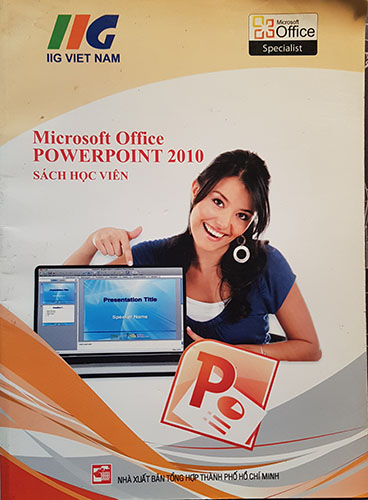 IIG
IIG VIET NAM
Microsoft
Office
Specialist
Microsoft Office
POWERPOINT 2010
SÁCH HỌC VIÊN
Presentation Title
Speaker Name
P
NHÀ XUẤT BẢN TỔNG HỢP THÀNH PHỐ HỒ CHÍ MINH